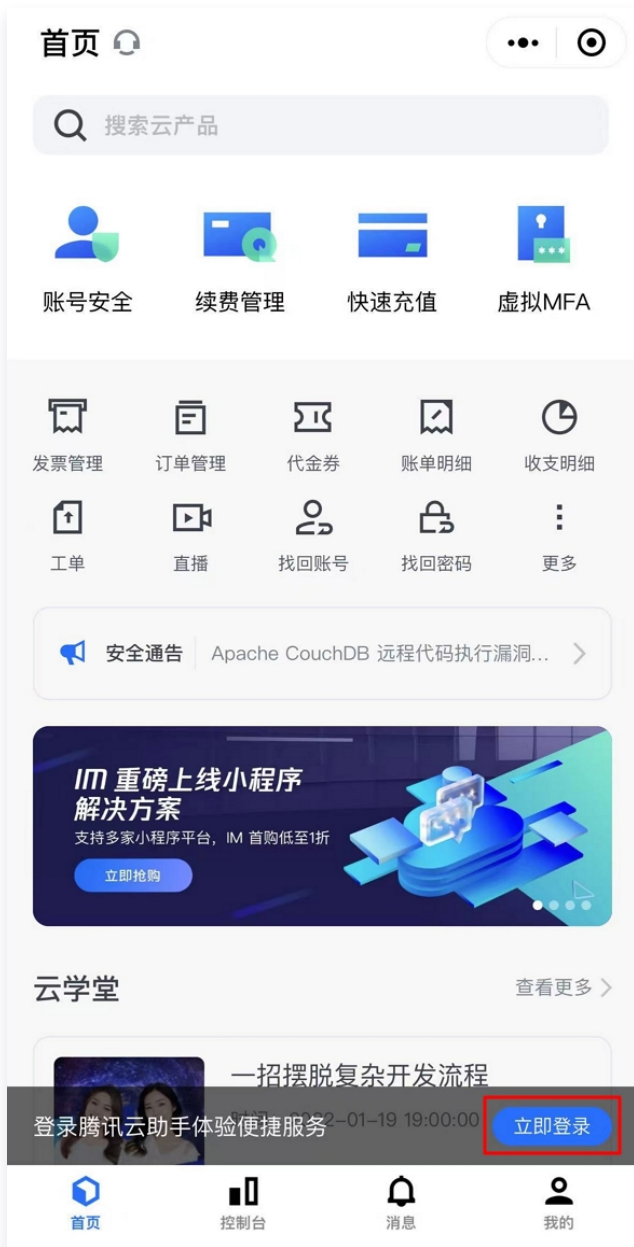 首页
搜索云产品
账号安全 续费管理 快速充值 虚拟MFA
发票管理 订单管理 代金券 账单明细 收支明细
工单 直播 找回账号 找回密码 更多
安全通告 Apache CouchDB 远程代码执行漏洞...
IM 重磅上线小程序
解决方案
支持多家小程序平台，IM 首购低至1折
立即抢购
云学堂 查看更多
一招摆脱复杂开发流程
登录腾讯云助手体验便捷服务 立即登录
-01-19 19:00:00
首页 控制台 消息 我的